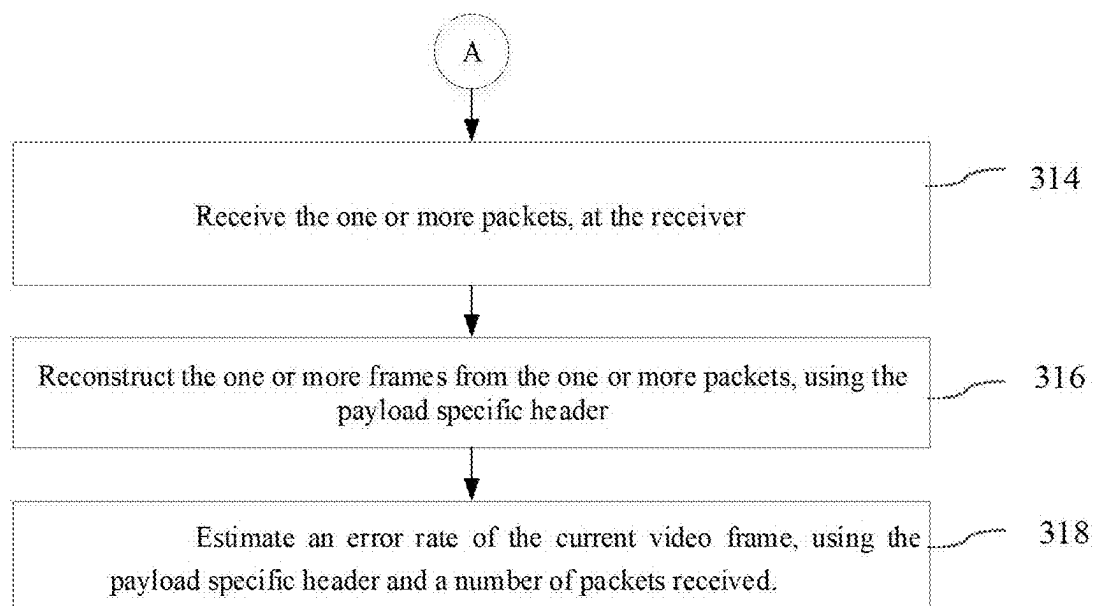 A
314
Receive the one or more packets, at the receiver
Reconstruct the one or more frames from the one or more packets, using the
payload specific header
316
Estimate an error rate of the current video frame, using the
payload specific header and a number of packets received.
318